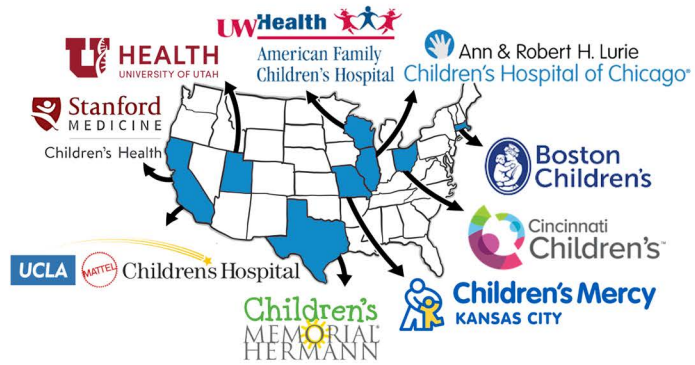 UWHealth
American Family
Children's Hospital
U HEALTH
UNIVERSITY OF UTAH
Ann & Robert H. Lurie
Children's Hospital of Chicago®
Stanford
MEDICINE
Children's Health
Boston
Children's
Cincinnati
Children's™
UCLA MATTEL Children's Hospital
Children's Mercy
KANSAS CITY
Children's
MEMORIAL®
HERMANN